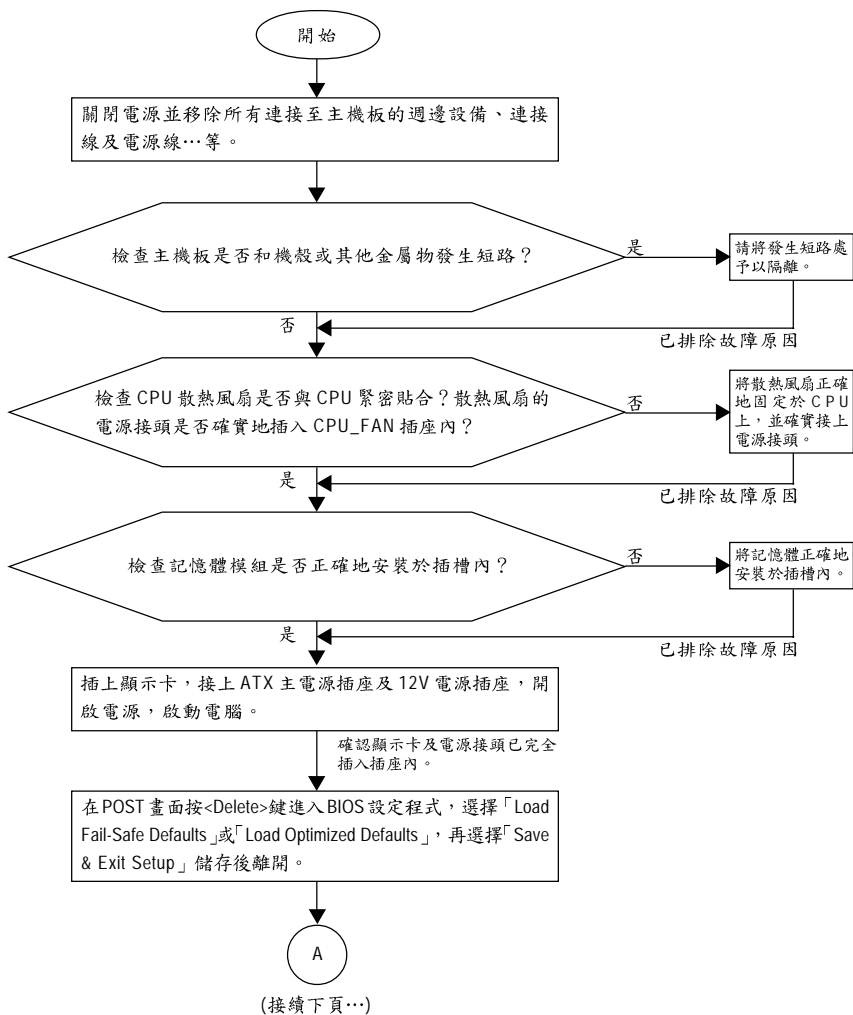 開始
關閉電源並移除所有連接至主機板的週邊設備、連接
線及電源線…等。
檢查主機板是否和機殼或其他金屬物發生短路？
是
請將發生短路處
予以隔離。
否
已排除故障原因
檢查 CPU 散熱風扇是否與 CPU 緊密貼合？散熱風扇的
電源接頭是否確實地插入 CPU_FAN 插座內？
否
將散熱風扇正確
地固定於 CPU
上，並確實接上
電源接頭。
是
已排除故障原因
檢查記憶體模組是否正確地安裝於插槽內？
否
將記憶體正確地
安裝於插槽內。
是
已排除故障原因
插上顯示卡，接上 ATX 主電源插座及 12V 電源插座，開
啟電源，啟動電腦。
確認顯示卡及電源接頭已完全
插入插座內。
在 POST 畫面按<Delete>鍵進入 BIOS 設定程式，選擇「Load
Fail-Safe Defaults」或「Load Optimized Defaults」，再選擇「Save
& Exit Setup」儲存後離開。
A
(接續下頁…)